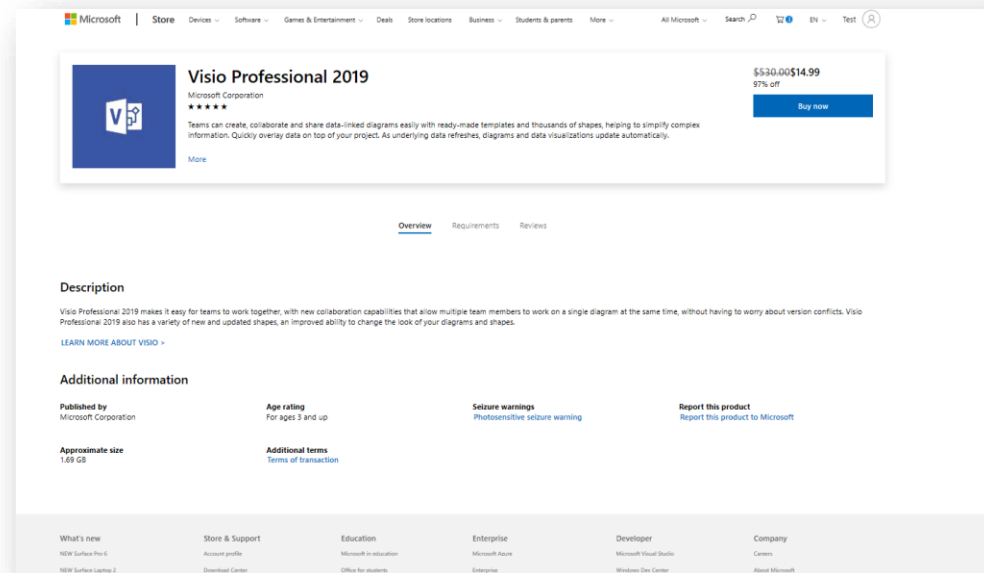 Microsoft Store Devices Software Games & Entertainment Deals Store locations Business Students & parents More All Microsoft Search 0 EN Test
Visio Professional 2019
Microsoft Corporation
★★★★★
Teams can create, collaborate and share data-linked diagrams easily with ready-made templates and thousands of shapes, helping to simplify complex
information. Quickly overlay data on top of your project. As underlying data refreshes, diagrams and data visualizations update automatically.
More
$530.00$14.99
97% off
Buy now
Overview Requirements Reviews
Description
Visio Professional 2019 makes it easy for teams to work together, with new collaboration capabilities that allow multiple team members to work on a single diagram at the same time, without having to worry about version conflicts. Visio
Professional 2019 also has a variety of new and updated shapes, an improved ability to change the look of your diagrams and shapes.
LEARN MORE ABOUT VISIO >
Additional information
Published by
Microsoft Corporation
Age rating
For ages 3 and up
Seizure warnings
Photosensitive seizure warning
Report this product
Report this product to Microsoft
Approximate size
1.69 GB
Additional terms
Terms of transaction
What's new Store & Support Education Enterprise Developer Company
NEW Surface Pro 6 Account profile Microsoft in education Microsoft Azure Microsoft Visual Studio Careers
NEW Surface Laptop 2 Download Center Office for students Enterprise Windows Dev Center About Microsoft